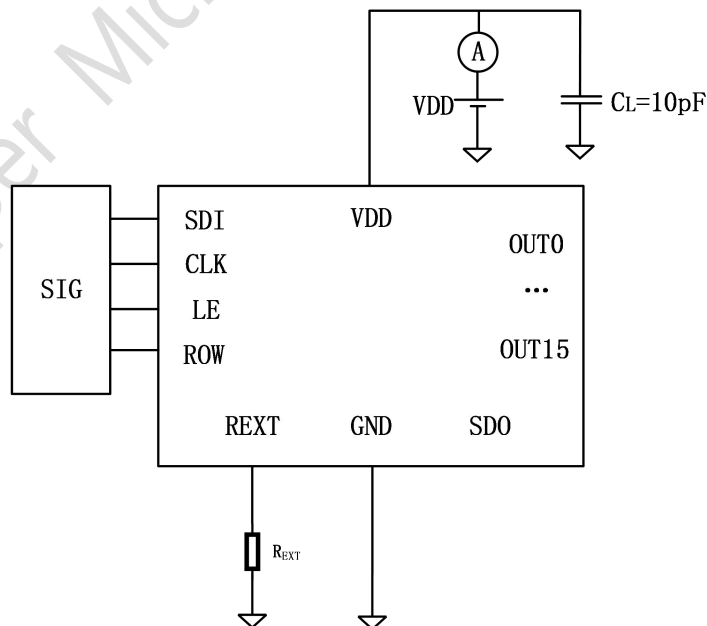 A
VDD
CL=10pF
SDI
VDD
OUT0
CLK
...
SIG
LE
ROW
OUT15
REXT
GND
SDO
REXT